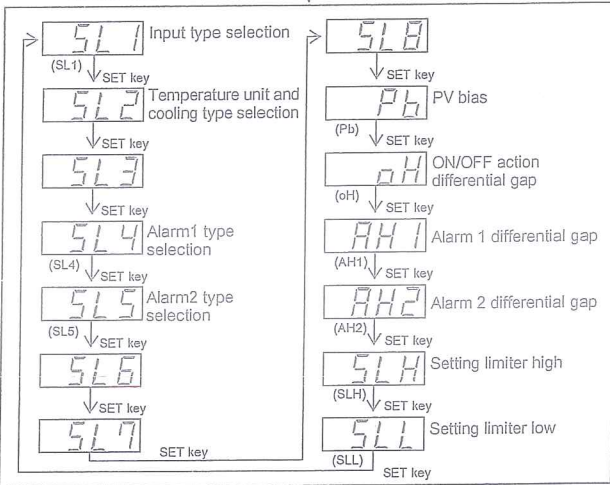 SL1 Input type selection
(SL1)
SET key
SL2 Temperature unit and
cooling type selection
SET key
SL3
SET key
SL4 Alarm1 type
selection
(SL4)
SET key
SL5 Alarm2 type
selection
(SL5)
SET key
SL6
SET key
SL7
SET key
SL8
SET key
Pb PV bias
(Pb)
SET key
oH ON/OFF action
differential gap
(oH)
SET key
AH1 Alarm 1 differential gap
(AH1)
SET key
AH2 Alarm 2 differential gap
(AH2)
SET key
SLH Setting limiter high
(SLH)
SET key
SLL Setting limiter low
(SLL)
SET key